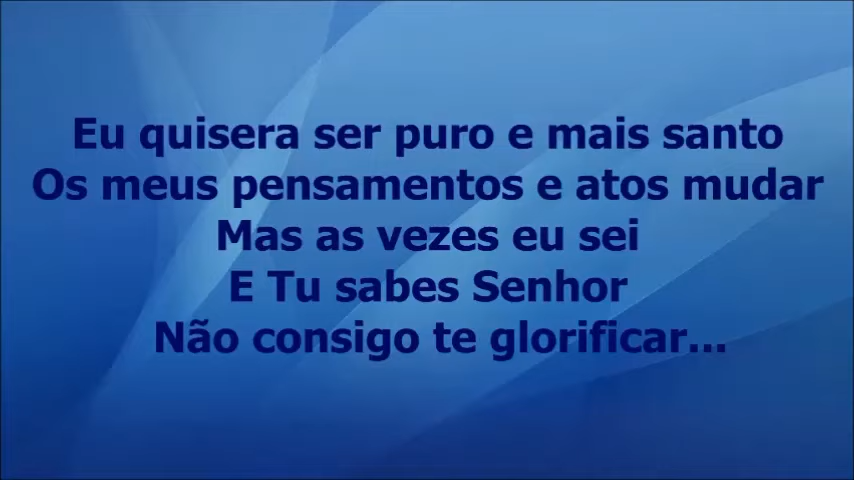 Eu quisera ser puro e mais santo
Os meus pensamentos e atos mudar
Mas as vezes eu sei
E Tu sabes Senhor
Não consigo te glorificar...